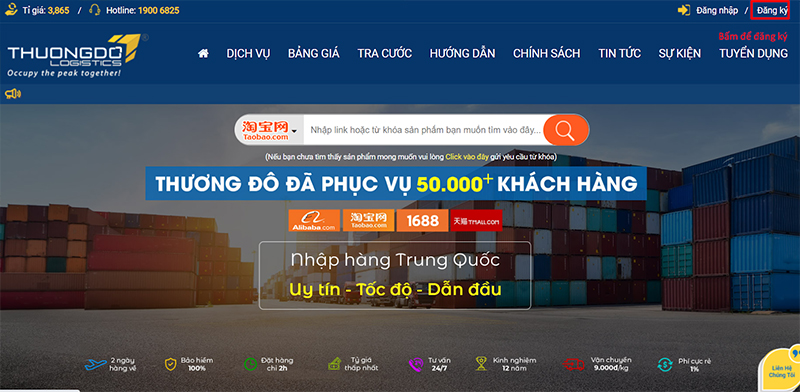 Tỉ giá: 3,865 / Hotline: 1900 6825
Đăng nhập / Đăng ký
Bấm để đăng ký
THUONGDO
LOGISTICS
Occupy the peak together!
DỊCH VỤ BẢNG GIÁ TRA CƯỚC HƯỚNG DẪN CHÍNH SÁCH TIN TỨC SỰ KIỆN TUYỂN DỤNG
淘宝网
Taobao.com
Nhập link hoặc từ khóa sản phẩm bạn muốn tìm vào đây...
(Nếu bạn chưa tìm thấy sản phẩm mong muốn vui lòng Click vào đây gửi yêu cầu từ khóa)
THƯƠNG ĐÔ ĐÃ PHỤC VỤ 50.000+ KHÁCH HÀNG
Alibaba.com
淘宝网
Taobao.com
1688
天猫 TMALL.COM
Nhập hàng Trung Quốc
Uy tín - Tốc độ - Dẫn đầu
2 ngày
hàng về
Bảo hiểm
100%
Đặt hàng
chỉ 2h
Tỷ giá
thấp nhất
Tư vấn
24/7
Kinh nghiệm
12 năm
Vận chuyển
9.000đ/kg
Phí cực rẻ
1%
Liên Hệ
Chúng Tôi